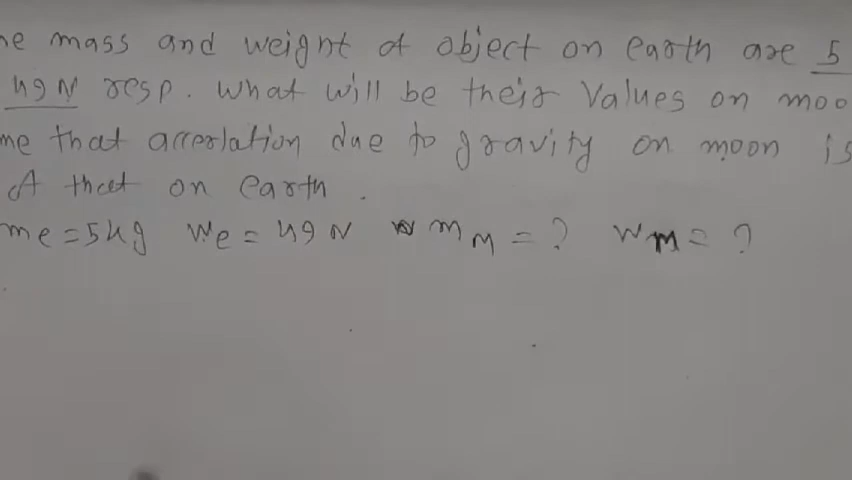 he mass and weight of object on earth are 5
49 N resp. what will be their values on moo
me that accerlation due to gravity on moon is
of that on earth.
me = 5kg We = 49 N mM = ? WM = ?